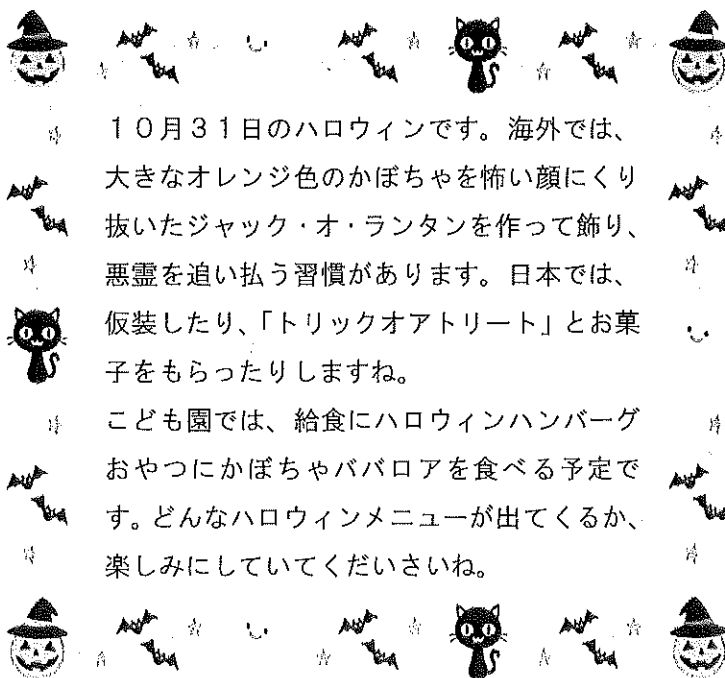 10月31日のハロウィンです。海外では、
大きなオレンジ色のかぼちゃを怖い顔にくり
抜いたジャック・オ・ランタンを作って飾り、
悪霊を追い払う習慣があります。日本では、
仮装したり、「トリックオアトリート」とお菓
子をもらったりしますね。
こども園では、給食にハロウィンハンバーグ
おやつにかぼちゃババロアを食べる予定で
す。どんなハロウィンメニューが出てくるか、
楽しみにしていてくだいさいね。